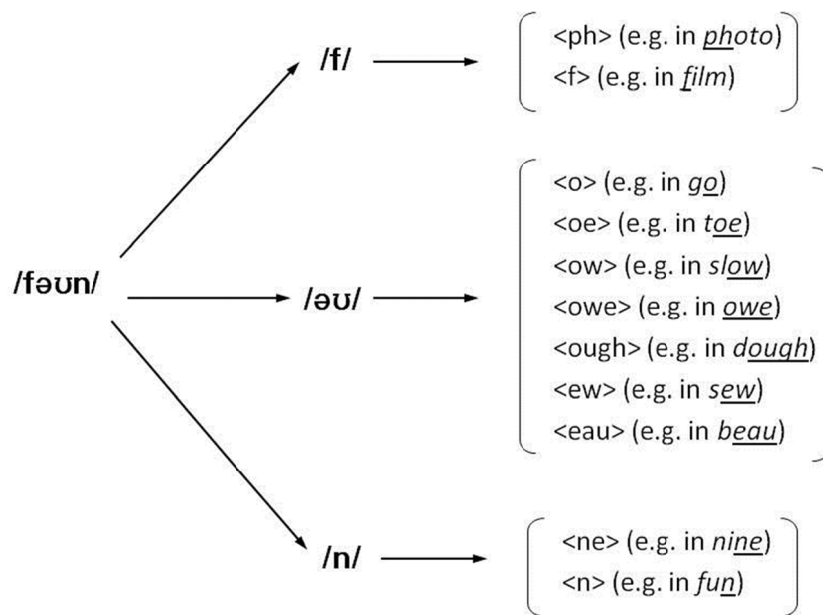 /f/
<ph> (e.g. in photo)
<f> (e.g. in film)
/fəʊn/
/əʊ/
<o> (e.g. in go)
<oe> (e.g. in toe)
<ow> (e.g. in slow)
<owe> (e.g. in owe)
<ough> (e.g. in dough)
<ew> (e.g. in sew)
<eau> (e.g. in beau)
/n/
<ne> (e.g. in nine)
<n> (e.g. in fun)